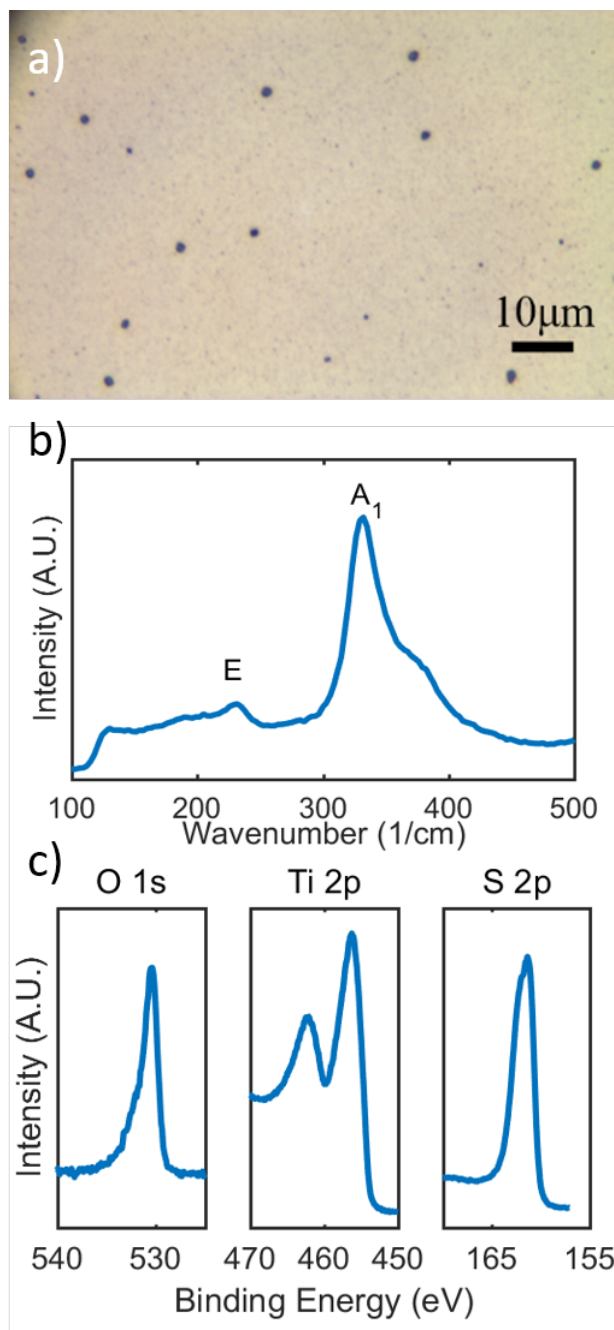 a)
10μm
b)
Intensity (A.U.)
A1
E
100 200 300 400 500
Wavenumber (1/cm)
c)
O 1s Ti 2p S 2p
Intensity (A.U.)
540 530 470 460 450 165 155
Binding Energy (eV)